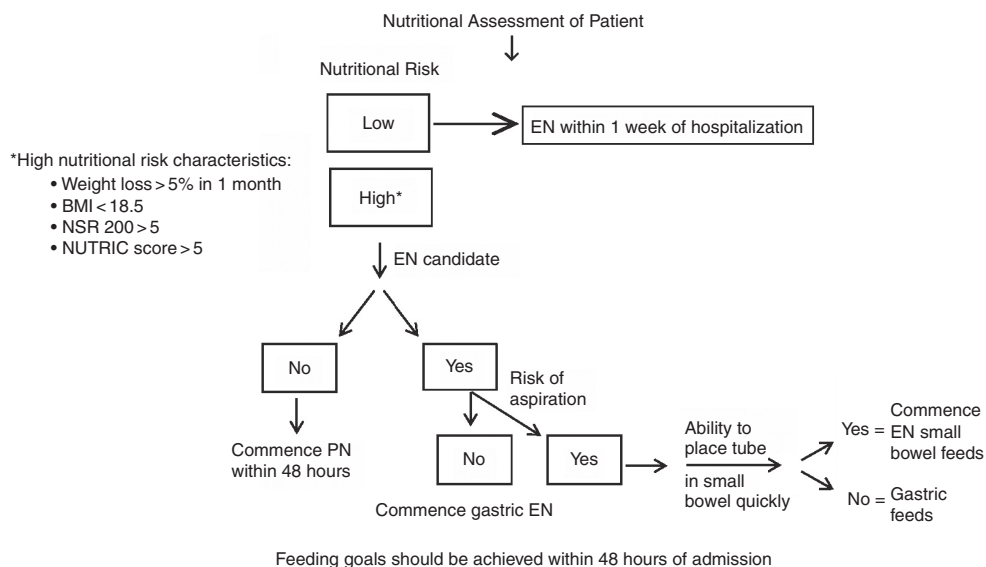 Nutritional Assessment of Patient
Nutritional Risk
Low
EN within 1 week of hospitalization
*High nutritional risk characteristics:
• Weight loss > 5% in 1 month
• BMI < 18.5
• NSR 200 > 5
• NUTRIC score > 5
High*
EN candidate
No
Yes
Risk of
aspiration
Commence PN
within 48 hours
No
Yes
Commence gastric EN
Ability to
place tube
in small
bowel quickly
Yes = Commence
EN small
bowel feeds
No = Gastric
feeds
Feeding goals should be achieved within 48 hours of admission